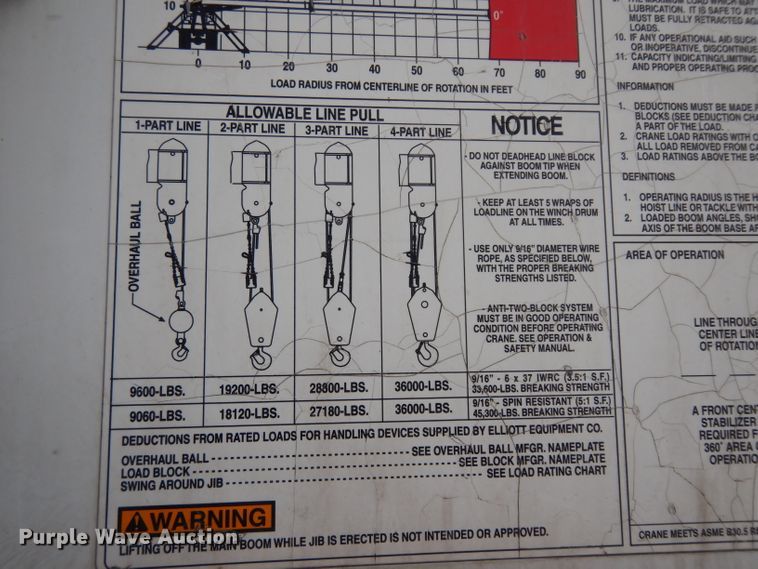 10
0°
0 10 20 30 40 50 60 70 80 90
LOAD RADIUS FROM CENTERLINE OF ROTATION IN FEET
ALLOWABLE LINE PULL
1-PART LINE 2-PART LINE 3-PART LINE 4-PART LINE
OVERHAUL BALL
9600-LBS. 19200-LBS. 28800-LBS. 36000-LBS.
9060-LBS. 18120-LBS. 27180-LBS. 36000-LBS.
NOTICE
- DO NOT DEADHEAD LINE BLOCK
AGAINST BOOM TIP WHEN
EXTENDING BOOM.
- KEEP AT LEAST 5 WRAPS OF
LOADLINE ON THE WINCH DRUM
AT ALL TIMES.
- USE ONLY 9/16" DIAMETER WIRE
ROPE, AS SPECIFIED BELOW,
WITH THE PROPER BREAKING
STRENGTHS LISTED.
- ANTI-TWO-BLOCK SYSTEM
MUST BE IN GOOD OPERATING
CONDITION BEFORE OPERATING
CRANE. SEE OPERATION &
SAFETY MANUAL.
9/16" - 6 x 37 IWRC (3.5:1 S.F.)
33,600-LBS. BREAKING STRENGTH
9/16" - SPIN RESISTANT (5:1 S.F.)
45,300-LBS. BREAKING STRENGTH
DEDUCTIONS FROM RATED LOADS FOR HANDLING DEVICES SUPPLIED BY ELLIOTT EQUIPMENT CO.
OVERHAUL BALL SEE OVERHAUL BALL MFGR. NAMEPLATE
LOAD BLOCK SEE BLOCK MFGR. NAMEPLATE
SWING AROUND JIB SEE LOAD RATING CHART
WARNING
LIFTING OFF THE MAIN BOOM WHILE JIB IS ERECTED IS NOT INTENDED OR APPROVED.
LUBRICATION. IT IS SAFE TO
MUST BE FULLY RETRACTED
LOADS.
10. IF ANY OPERATIONAL AID SUCH
OR INOPERATIVE, DISCONTINUE
11. CAPACITY INDICATING/LIMITING
AND PROPER OPERATING
INFORMATION
1. DEDUCTIONS MUST BE MADE
BLOCKS (SEE DEDUCTION
A PART OF THE LOAD.
2. CRANE LOAD RATINGS WITH
ALL LOAD REMOVED FROM
3. LOAD RATINGS ABOVE THE
DEFINITIONS
1. OPERATING RADIUS IS THE
HOIST LINE OR TACKLE WITH
2. LOADED BOOM ANGLES,
AXIS OF THE BOOM BASE
AREA OF OPERATION
LINE
CENTER
OF
A FRONT
STABILIZER
REQUIRED
360° AREA
CRANE MEETS ASME B30.5
Purple Wave Auction